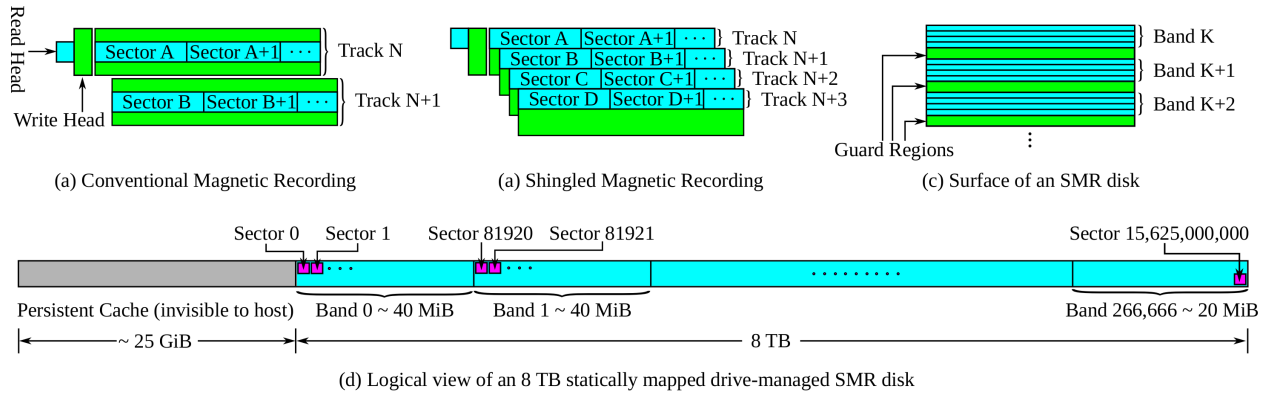 Read Head
Write Head
Sector A
Sector A+1
· · ·
Track N
Sector B
Sector B+1
· · ·
Track N+1
(a) Conventional Magnetic Recording
Sector A
Sector A+1
· · ·
Track N
Sector B
Sector B+1
· · ·
Track N+1
Sector C
Sector C+1
· · ·
Track N+2
Sector D
Sector D+1
· · ·
Track N+3
(a) Shingled Magnetic Recording
Band K
Band K+1
Band K+2
Guard Regions
(c) Surface of an SMR disk
Sector 0
Sector 1
Sector 81920
Sector 81921
Sector 15,625,000,000
Persistent Cache (invisible to host)
Band 0 ~ 40 MiB
Band 1 ~ 40 MiB
Band 266,666 ~ 20 MiB
~ 25 GiB
8 TB
(d) Logical view of an 8 TB statically mapped drive-managed SMR disk